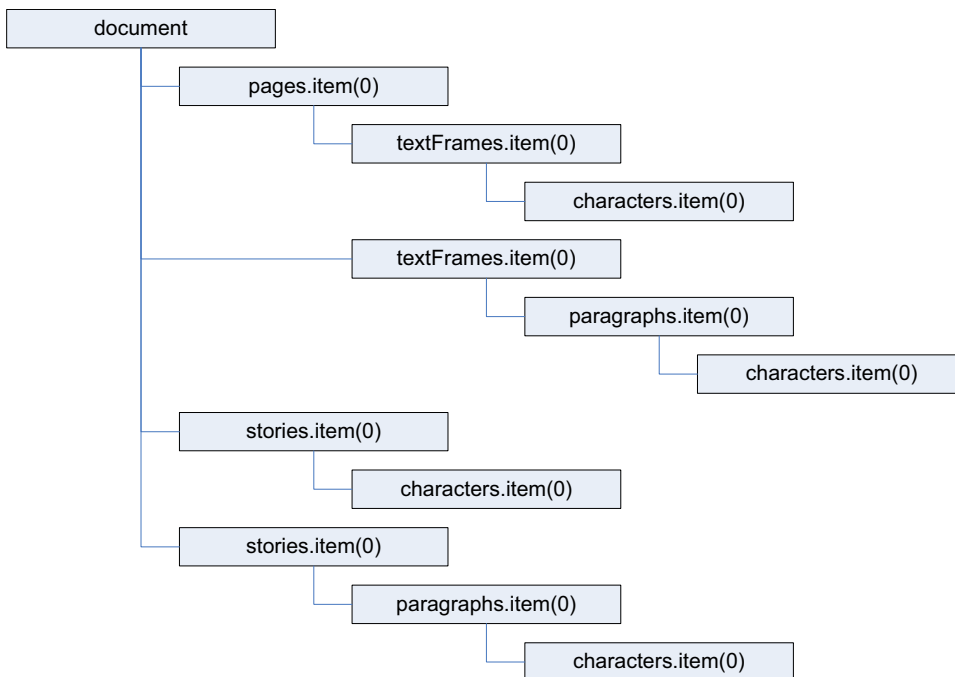 document
pages.item(0)
textFrames.item(0)
characters.item(0)
textFrames.item(0)
paragraphs.item(0)
characters.item(0)
stories.item(0)
characters.item(0)
stories.item(0)
paragraphs.item(0)
characters.item(0)